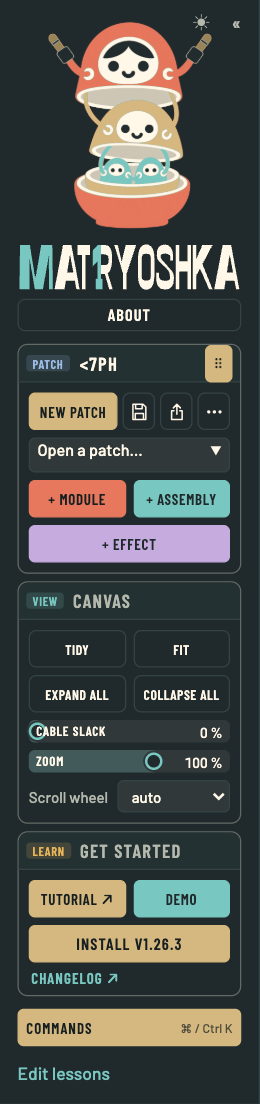 «
MAT1RYOSHKA
ABOUT
PATCH <7PH
NEW PATCH
Open a patch...
+ MODULE + ASSEMBLY
+ EFFECT
VIEW CANVAS
TIDY FIT
EXPAND ALL COLLAPSE ALL
CABLE SLACK 0 %
ZOOM 100 %
Scroll wheel auto
LEARN GET STARTED
TUTORIAL ↗ DEMO
INSTALL V1.26.3
CHANGELOG ↗
COMMANDS ⌘ / Ctrl K
Edit lessons